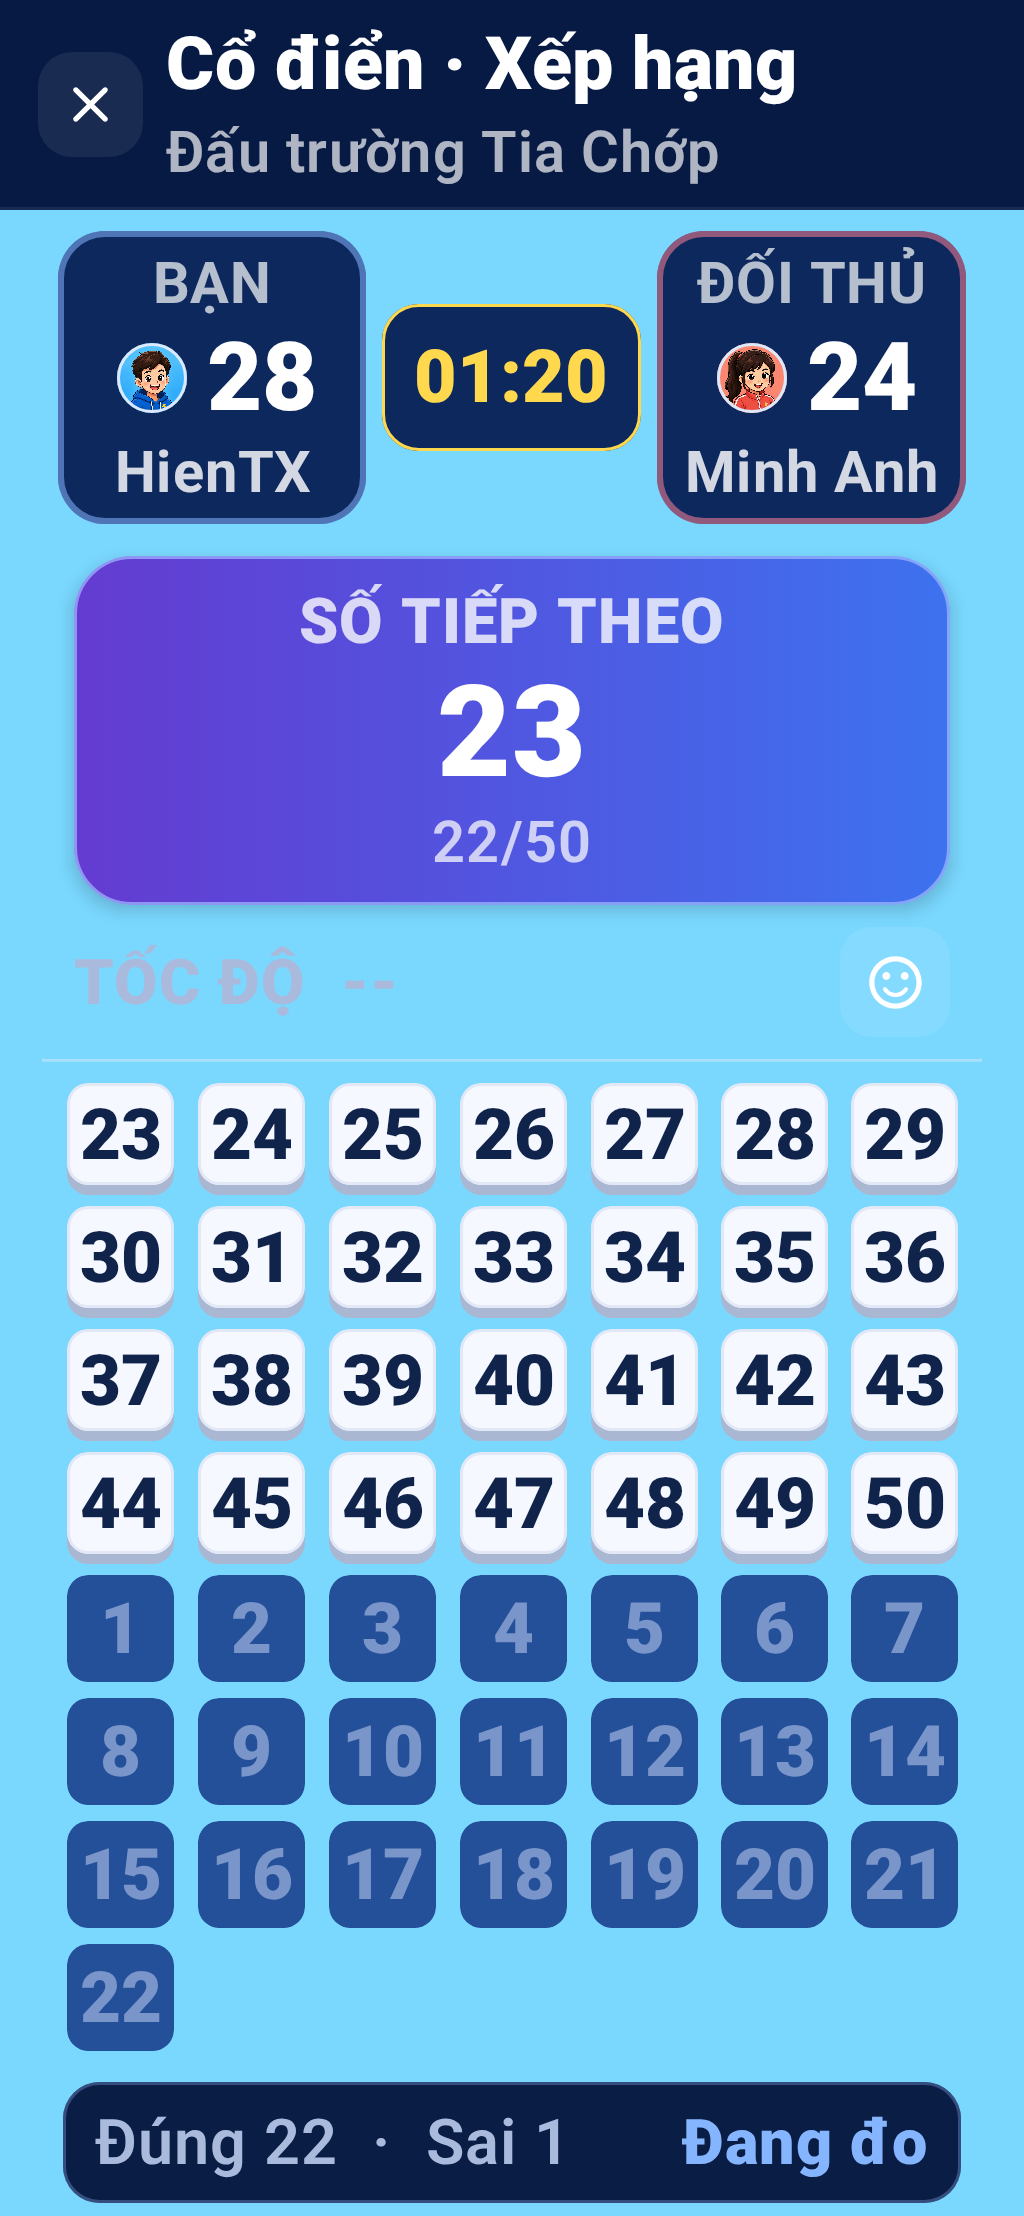 Cổ điển · Xếp hạng
Đấu trường Tia Chớp
BẠN
28
HienTX
01:20
ĐỐI THỦ
24
Minh Anh
SỐ TIẾP THEO
23
22/50
TỐC ĐỘ --
23 24 25 26 27 28 29
30 31 32 33 34 35 36
37 38 39 40 41 42 43
44 45 46 47 48 49 50
1 2 3 4 5 6 7
8 9 10 11 12 13 14
15 16 17 18 19 20 21
22
Đúng 22 · Sai 1 Đang đo